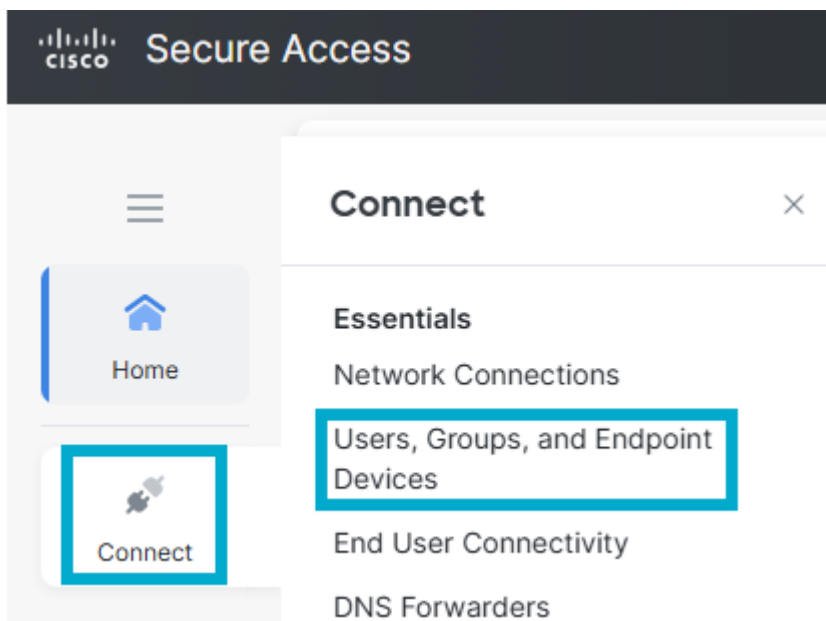 CISCO
Secure Access
Connect
Home
Essentials
Network Connections
Users, Groups, and Endpoint
Devices
Connect
End User Connectivity
DNS Forwarders